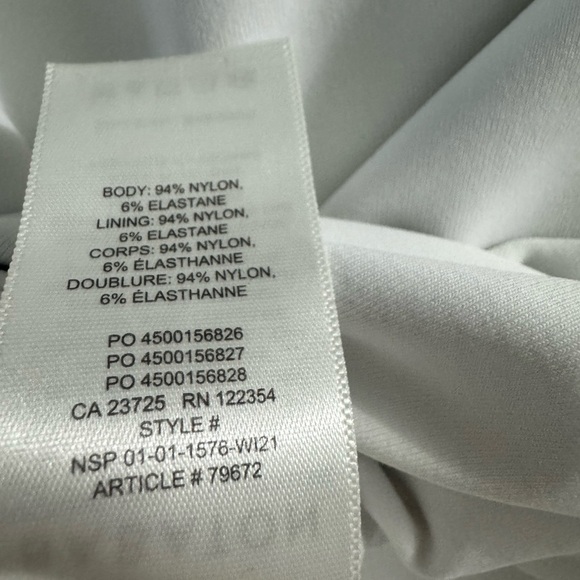 BODY: 94% NYLON,
6% ELASTANE
LINING: 94% NYLON,
6% ELASTANE
CORPS: 94% NYLON,
6% ÉLASTHANNE
DOUBLURE: 94% NYLON,
6% ÉLASTHANNE
PO 4500156826
PO 4500156827
PO 4500156828
CA 23725 RN 122354
STYLE #
NSP 01-01-1576-WI21
ARTICLE # 79672